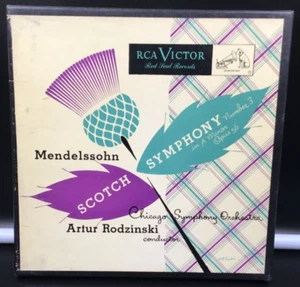 RCA VICTOR
Red Seal Records
Mendelssohn
SCOTCH
SYMPHONY
Number 3
in A Minor
Opus 56
Chicago Symphony Orchestra
Artur Rodzinski
conductor